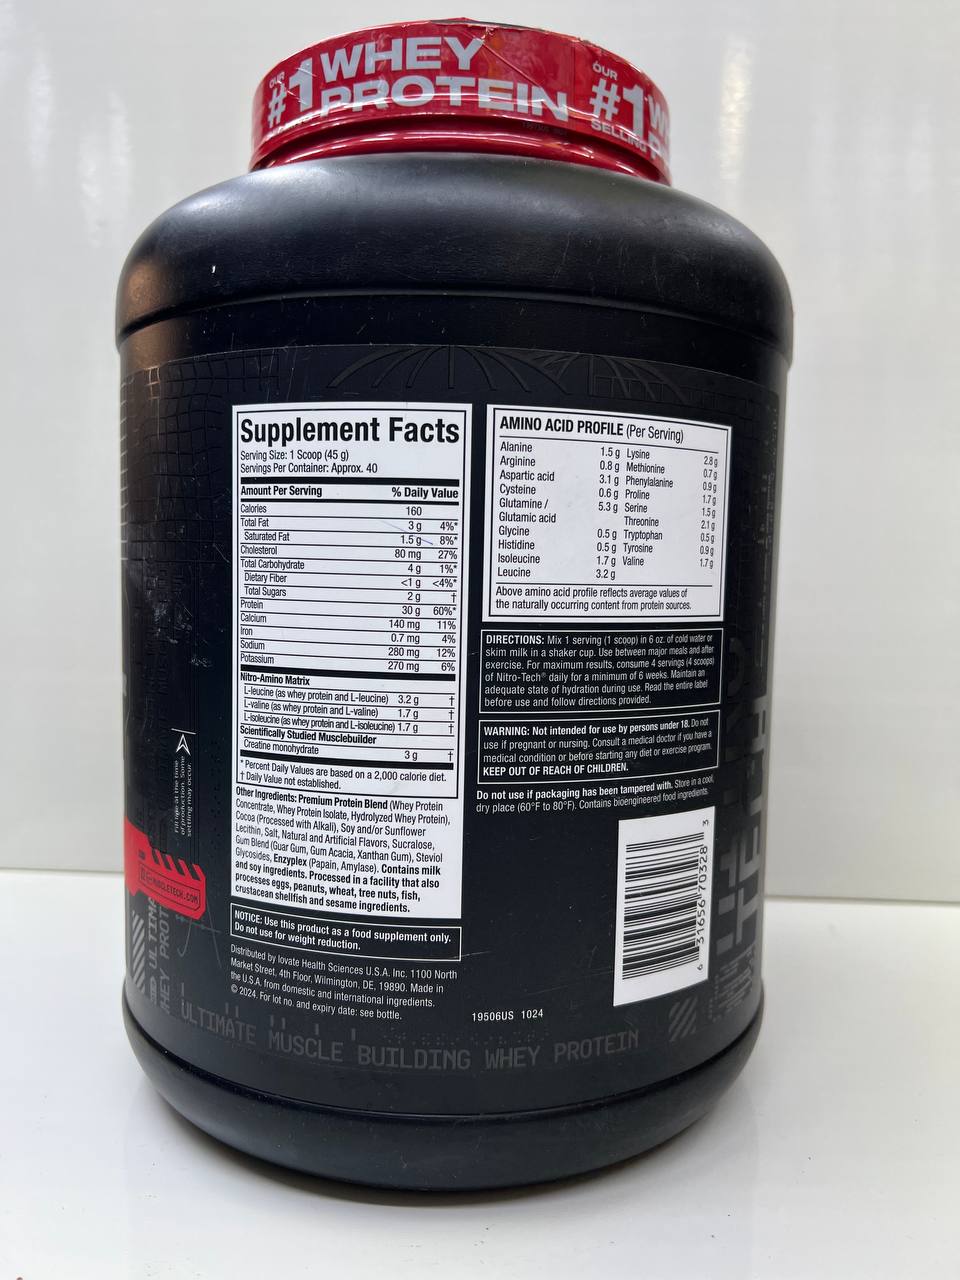 OUR
#1 WHEY
PROTEIN
OUR
#1
SELLING
Supplement Facts
Serving Size: 1 Scoop (45 g)
Servings Per Container: Approx. 40
Amount Per Serving % Daily Value
Calories 160
Total Fat 3 g 4%*
Saturated Fat 1.5 g 8%*
Cholesterol 80 mg 27%
Total Carbohydrate 4 g 1%*
Dietary Fiber <1 g <4%*
Total Sugars 2 g †
Protein 30 g 60%*
Calcium 140 mg 11%
Iron 0.7 mg 4%
Sodium 280 mg 12%
Potassium 270 mg 6%
Nitro-Amino Matrix
L-leucine (as whey protein and L-leucine) 3.2 g †
L-valine (as whey protein and L-valine) 1.7 g †
L-isoleucine (as whey protein and L-isoleucine) 1.7 g †
Scientifically Studied Musclebuilder
Creatine monohydrate 3 g †
* Percent Daily Values are based on a 2,000 calorie diet.
† Daily Value not established.
Other Ingredients: Premium Protein Blend (Whey Protein
Concentrate, Whey Protein Isolate, Hydrolyzed Whey Protein),
Cocoa (Processed with Alkali), Soy and/or Sunflower
Lecithin, Salt, Natural and Artificial Flavors, Sucralose,
Gum Blend (Guar Gum, Gum Acacia, Xanthan Gum), Steviol
Glycosides, Enzyplex (Papain, Amylase). Contains milk
and soy ingredients. Processed in a facility that also
processes eggs, peanuts, wheat, tree nuts, fish,
crustacean shellfish and sesame ingredients.
NOTICE: Use this product as a food supplement only.
Do not use for weight reduction.
Distributed by Iovate Health Sciences U.S.A. Inc. 1100 North
Market Street, 4th Floor, Wilmington, DE, 19890. Made in
the U.S.A. from domestic and international ingredients.
© 2024. For lot no. and expiry date: see bottle.
AMINO ACID PROFILE (Per Serving)
Alanine 1.5 g Lysine 2.8 g
Arginine 0.8 g Methionine 0.7 g
Aspartic acid 3.1 g Phenylalanine 0.9 g
Cysteine 0.6 g Proline 1.7 g
Glutamine / 5.3 g Serine 1.5 g
Glutamic acid Threonine 2.1 g
Glycine 0.5 g Tryptophan 0.5 g
Histidine 0.5 g Tyrosine 0.9 g
Isoleucine 1.7 g Valine 1.7 g
Leucine 3.2 g
Above amino acid profile reflects average values of
the naturally occurring content from protein sources.
DIRECTIONS: Mix 1 serving (1 scoop) in 6 oz. of cold water or
skim milk in a shaker cup. Use between major meals and after
exercise. For maximum results, consume 4 servings (4 scoops)
of Nitro-Tech® daily for a minimum of 6 weeks. Maintain an
adequate state of hydration during use. Read the entire label
before use and follow directions provided.
WARNING: Not intended for use by persons under 18. Do not
use if pregnant or nursing. Consult a medical doctor if you have a
medical condition or before starting any diet or exercise program.
KEEP OUT OF REACH OF CHILDREN.
Do not use if packaging has been tampered with. Store in a cool,
dry place (60°F to 80°F). Contains bioengineered food ingredients.
6 31656 70328 3
19506US 1024
Fill line at the time
of production. Some
settling may occur.
MUSCLETECH.COM
ULTIMATE MUSCLE BUILDING WHEY PROTEIN